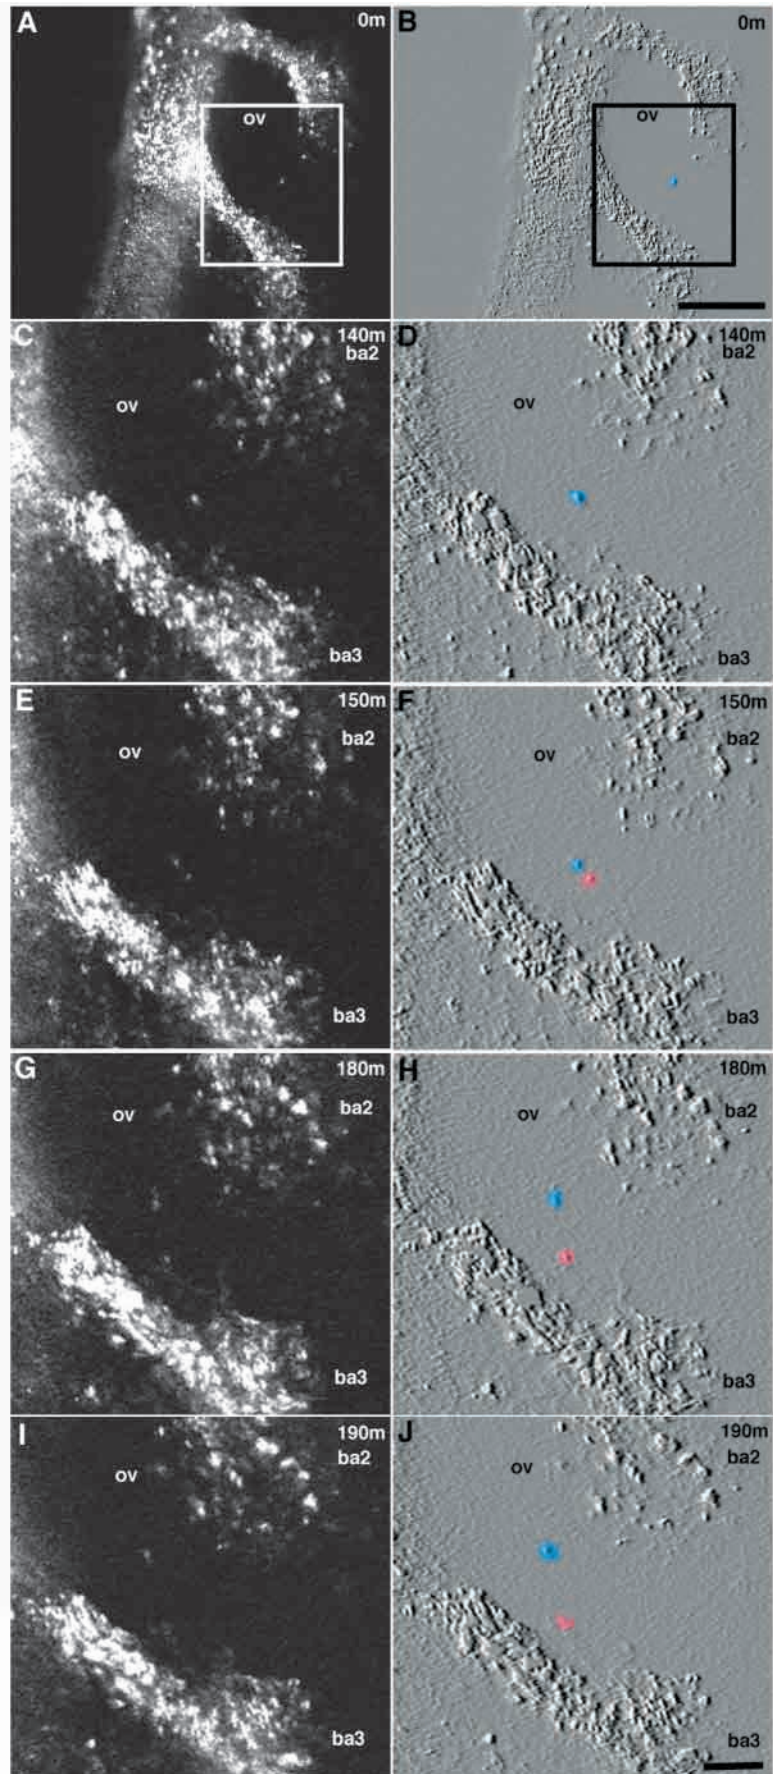 A 0m
ov
B 0m
ov
C 140m
ba2
ov
ba3
D 140m
ba2
ov
ba3
E 150m
ba2
ov
ba3
F 150m
ba2
ov
ba3
G 180m
ba2
ov
ba3
H 180m
ba2
ov
ba3
I 190m
ba2
ov
ba3
J 190m
ba2
ov
ba3